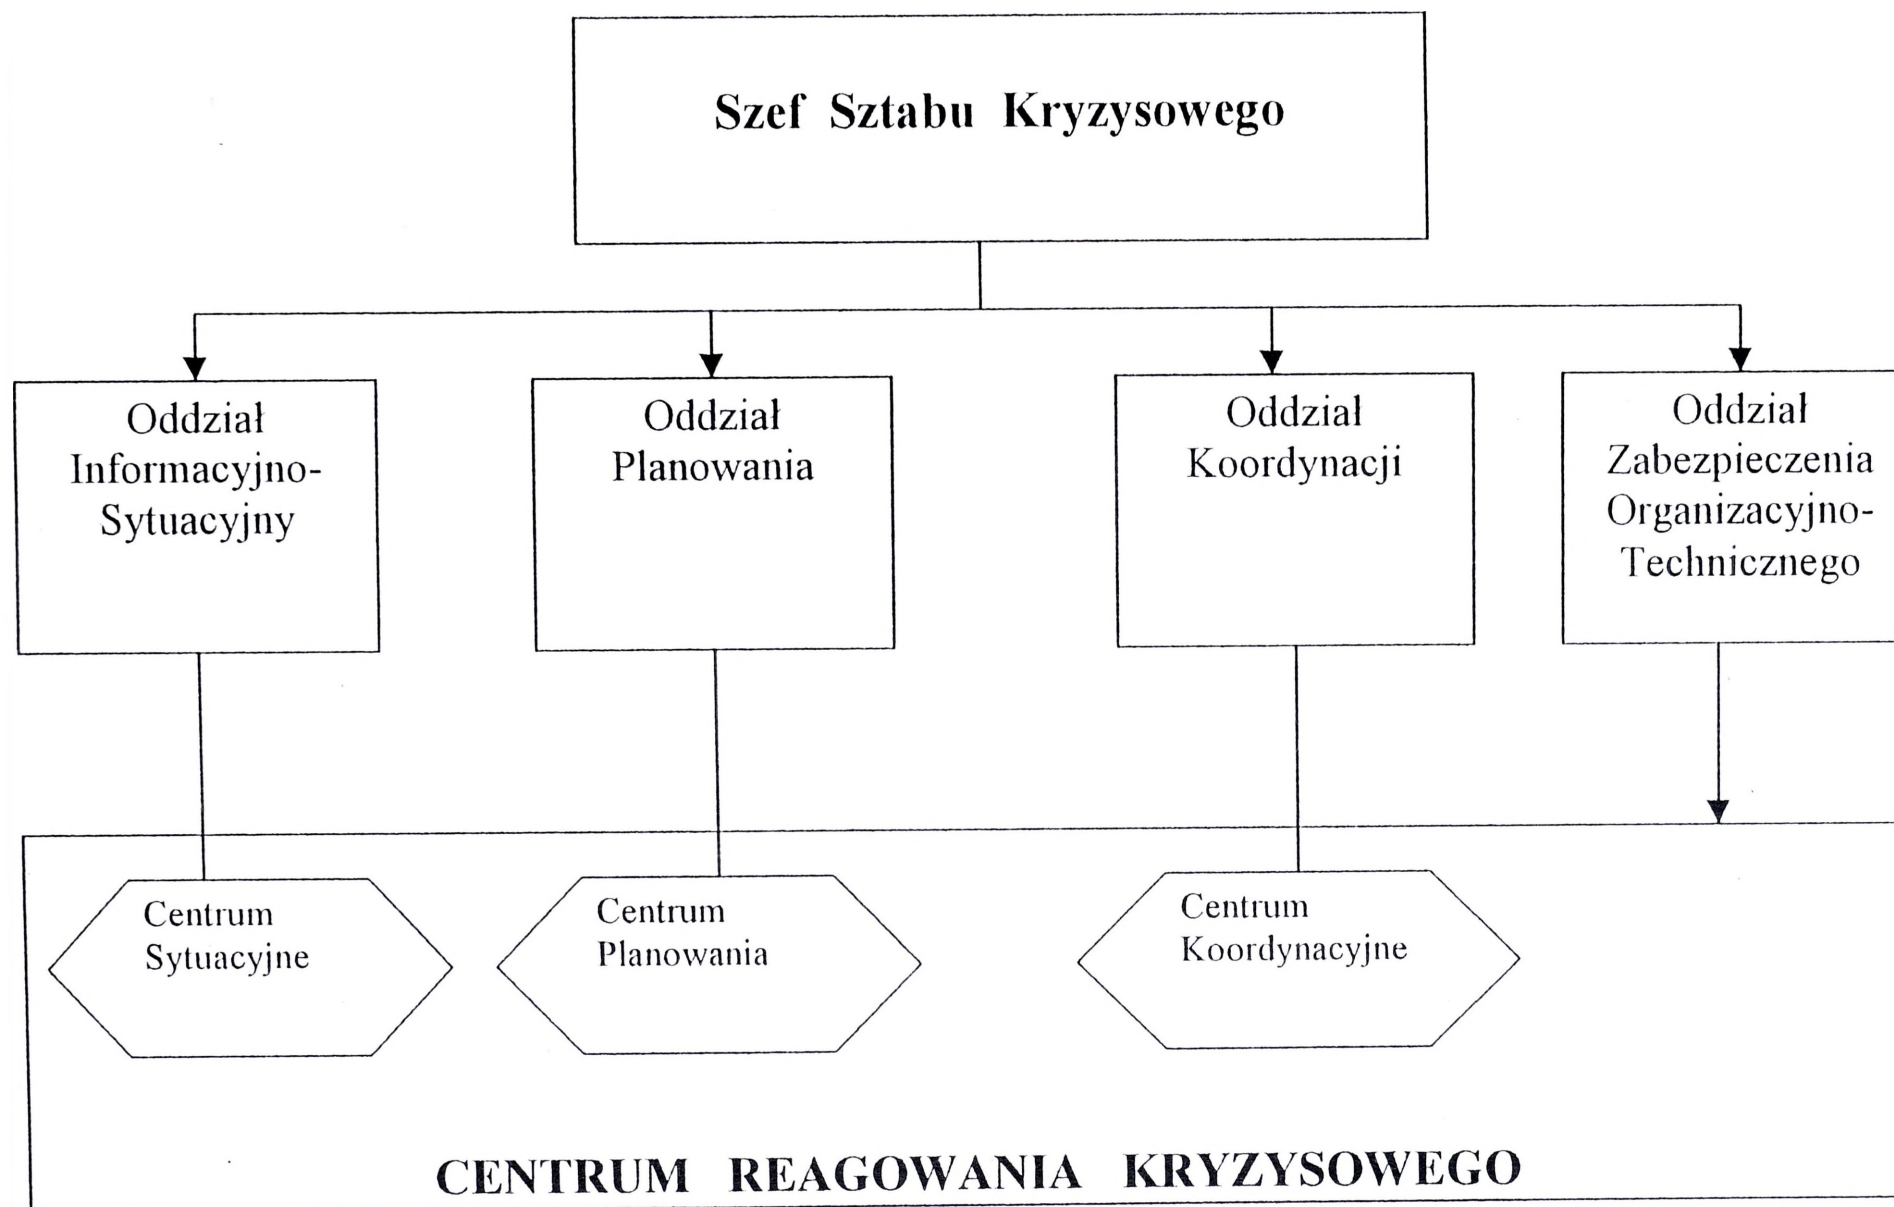 Szef Sztabu Kryzysowego
Oddział
Informacyjno-
Sytuacyjny
Oddział
Planowania
Oddział
Koordynacji
Oddział
Zabezpieczenia
Organizacyjno-
Technicznego
Centrum
Sytuacyjne
Centrum
Planowania
Centrum
Koordynacyjne
CENTRUM REAGOWANIA KRYZYSOWEGO